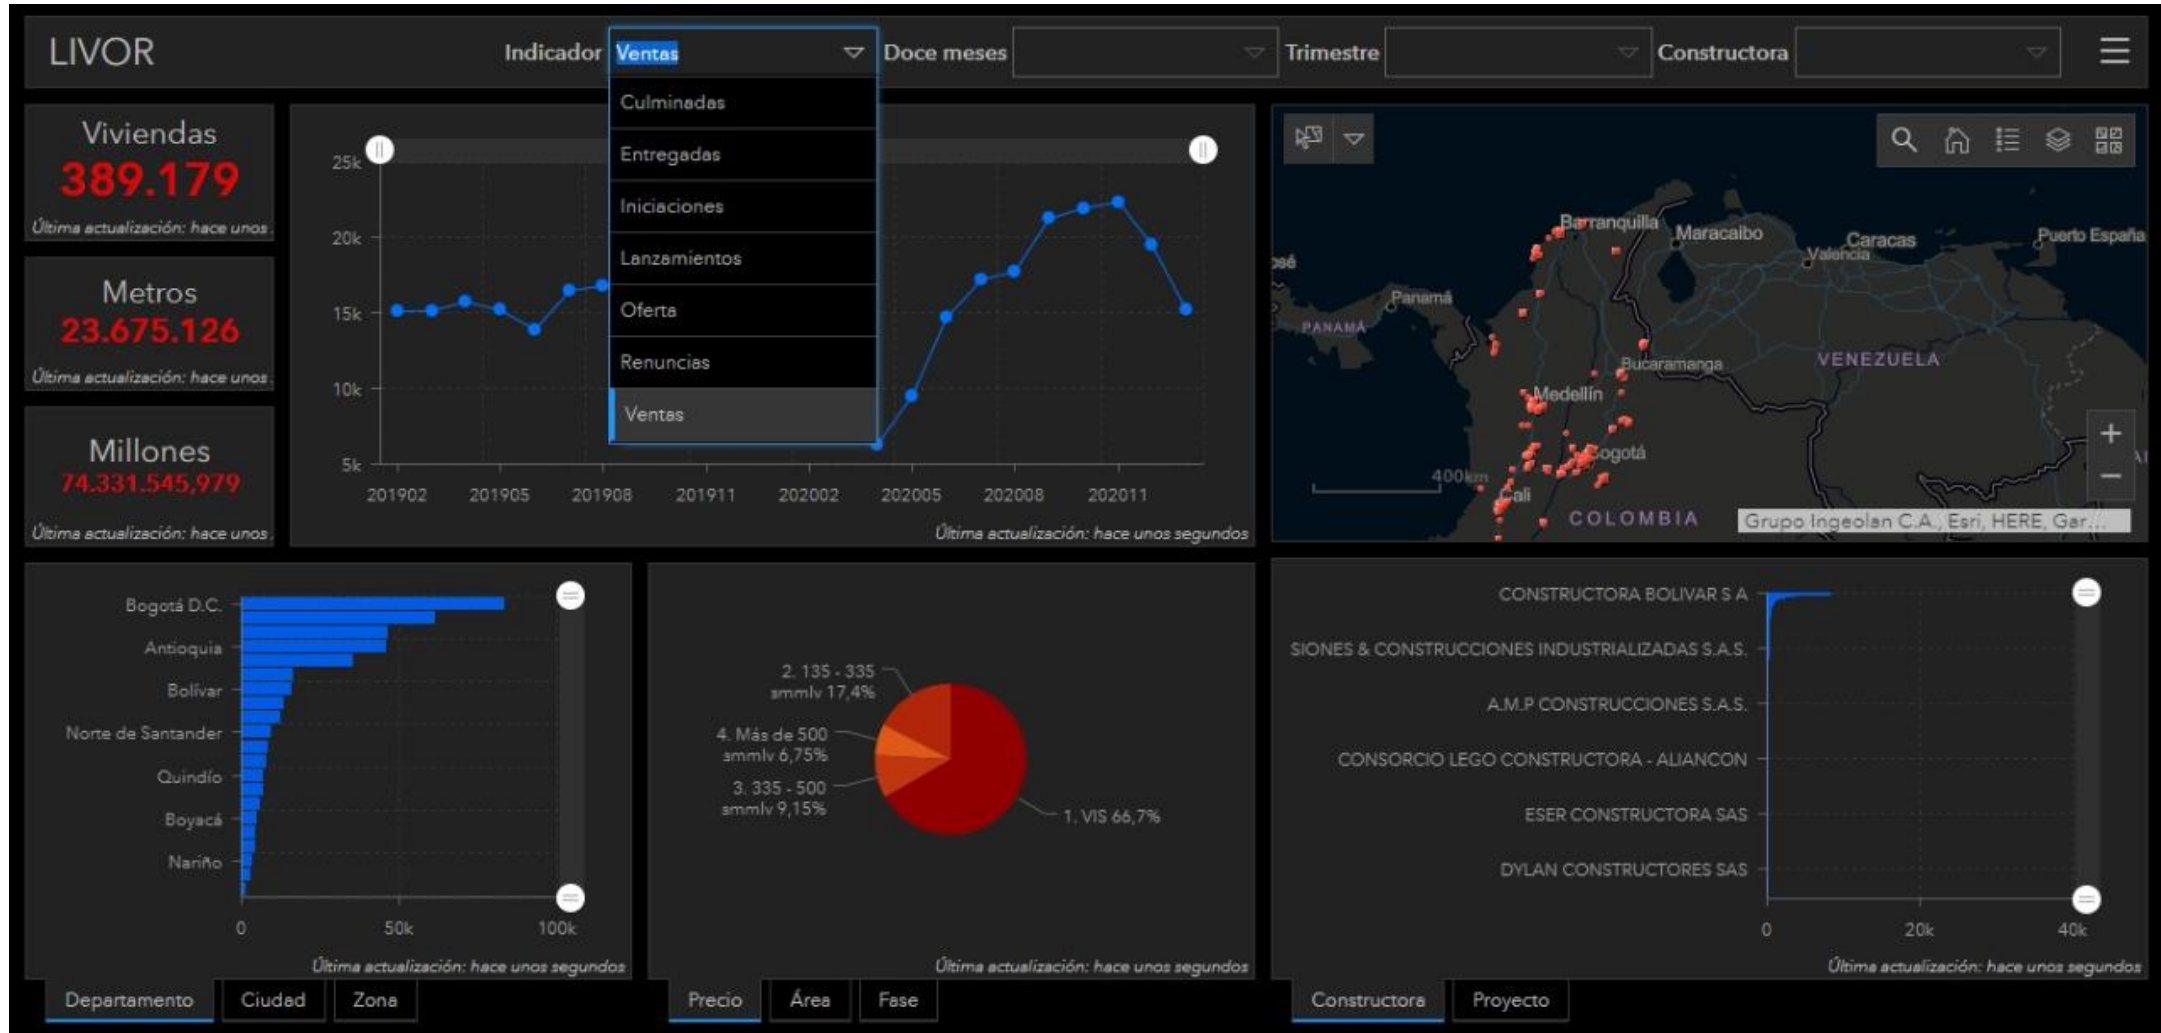 LIVOR
Indicador
Ventas
Doce meses
Trimestre
Constructora
Culminadas
Entregadas
Iniciaciones
Lanzamientos
Oferta
Renuncias
Ventas
Viviendas
389.179
Última actualización: hace unos
Metros
23.675.126
Última actualización: hace unos
Millones
74.331.545,979
Última actualización: hace unos
25k
20k
15k
10k
5k
201902
201905
201908
201911
202002
202005
202008
202011
Última actualización: hace unos segundos
Barranquilla
Maracaibo
Caracas
Valencia
Puerto España
osé
Panamá
PANAMÁ
Bucaramanga
VENEZUELA
Medellín
Bogotá
400km
Cali
COLOMBIA
Grupo Ingeolan C.A., Esri, HERE, Gar...
Bogotá D.C.
Antioquia
Bolívar
Norte de Santander
Quindío
Boyacá
Nariño
0
50k
100k
Última actualización: hace unos segundos
Departamento
Ciudad
Zona
2. 135 - 335
smmlv 17,4%
4. Más de 500
smmlv 6,75%
3. 335 - 500
smmlv 9,15%
1. VIS 66,7%
Última actualización: hace unos segundos
Precio
Área
Fase
CONSTRUCTORA BOLIVAR S A
SIONES & CONSTRUCCIONES INDUSTRIALIZADAS S.A.S.
A.M.P CONSTRUCCIONES S.A.S.
CONSORCIO LEGO CONSTRUCTORA - ALIANCON
ESER CONSTRUCTORA SAS
DYLAN CONSTRUCTORES SAS
0
20k
40k
Última actualización: hace unos segundos
Constructora
Proyecto